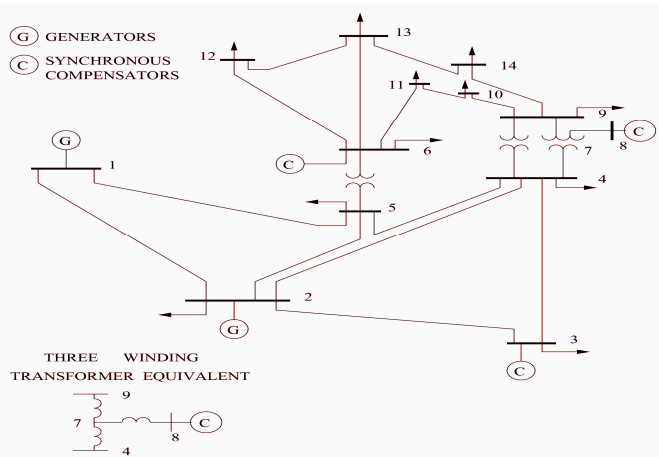 G GENERATORS
C SYNCHRONOUS
COMPENSATORS
13
12
14
11
10
9
G
C
7
8
C
6
1
4
5
2
G
3
C
THREE WINDING
TRANSFORMER EQUIVALENT
9
7
C
8
4